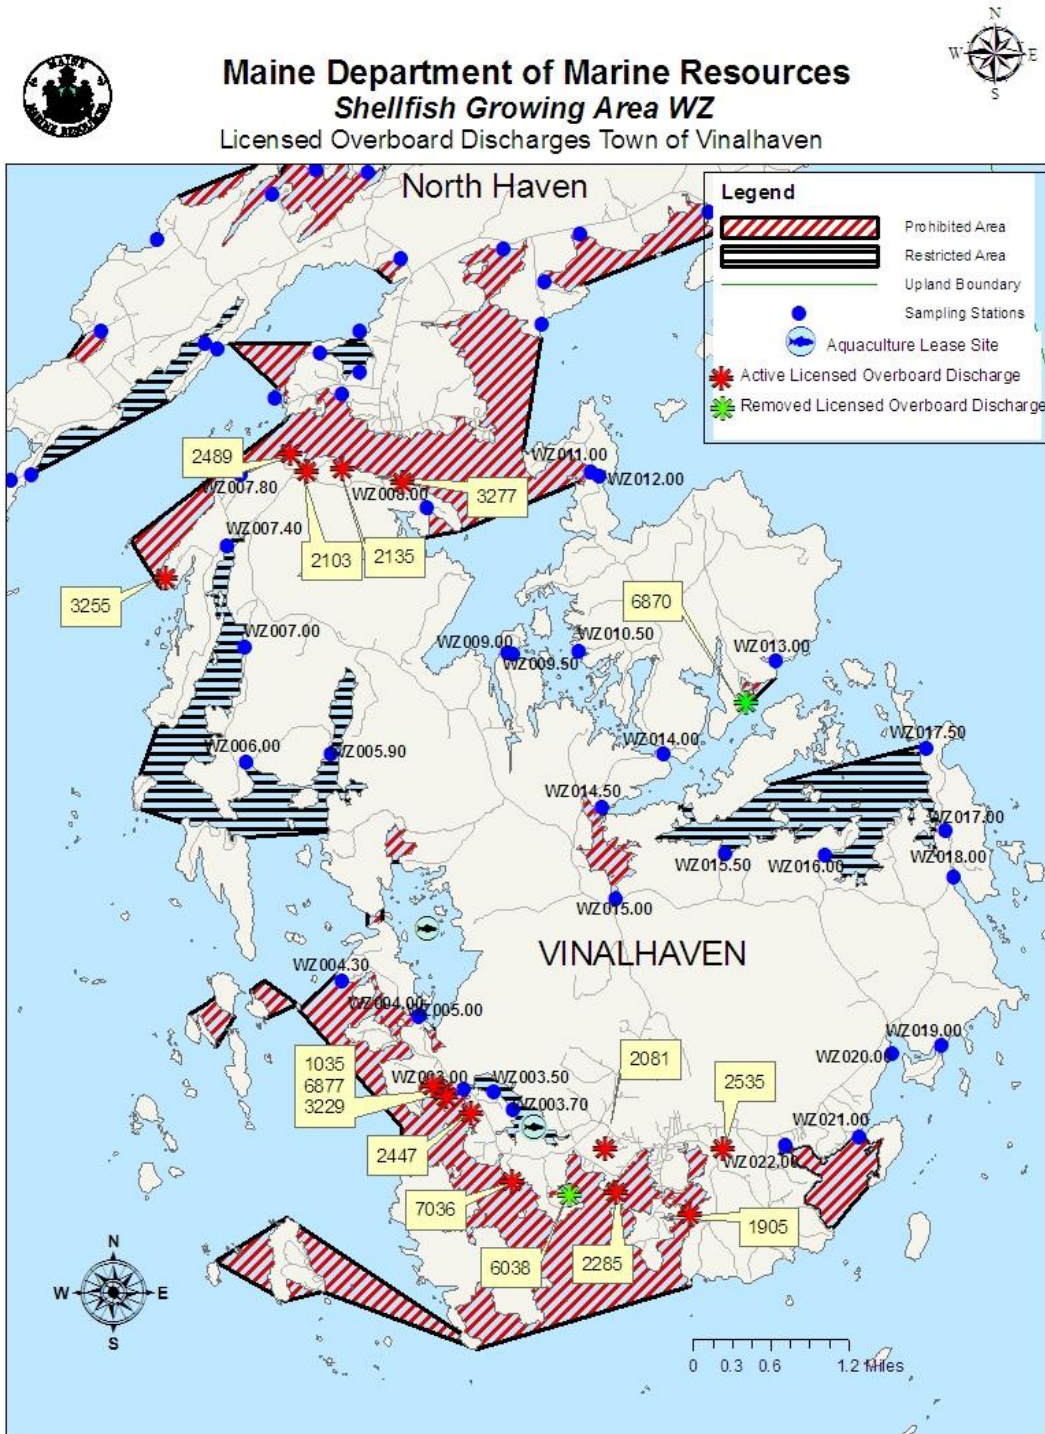 N
W E
S
MAINE
MARINE RESOURCES
Maine Department of Marine Resources
Shellfish Growing Area WZ
Licensed Overboard Discharges Town of Vinalhaven
North Haven
Legend
Prohibited Area
Restricted Area
Upland Boundary
Sampling Stations
Aquaculture Lease Site
Active Licensed Overboard Discharge
Removed Licensed Overboard Discharge
2489
WZ011.00
WZ012.00
WZ007.80
WZ008.00
3277
WZ007.40
2103
2135
3255
6870
WZ007.00
WZ009.00
WZ009.50
WZ010.50
WZ013.00
WZ006.00
WZ005.90
WZ014.00
WZ017.50
WZ014.50
WZ017.00
WZ015.50
WZ016.00
WZ018.00
WZ015.00
VINALHAVEN
WZ004.30
WZ004.00
WZ005.00
WZ019.00
WZ020.00
1035
6877
3229
WZ003.00
WZ003.50
WZ003.70
2081
2535
WZ021.00
WZ022.00
2447
7036
6038
2285
1905
N
W E
S
0 0.3 0.6 1.2 Miles